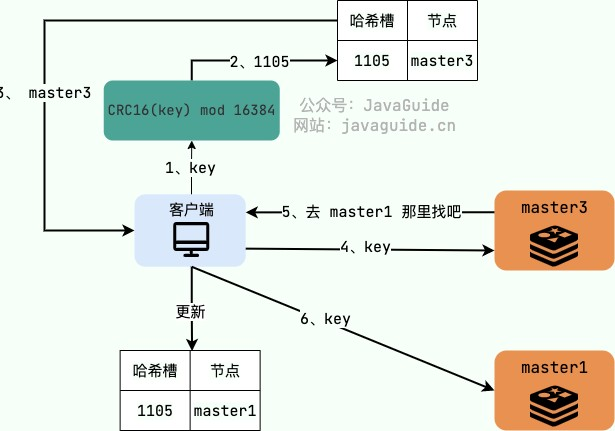 哈希槽 节点
1105 master3
2、1105
3、 master3
CRC16(key) mod 16384
公众号：JavaGuide
网站：javaguide.cn
1、key
客户端
5、去 master1 那里找吧
master3
4、key
更新
6、key
哈希槽 节点
1105 master1
master1